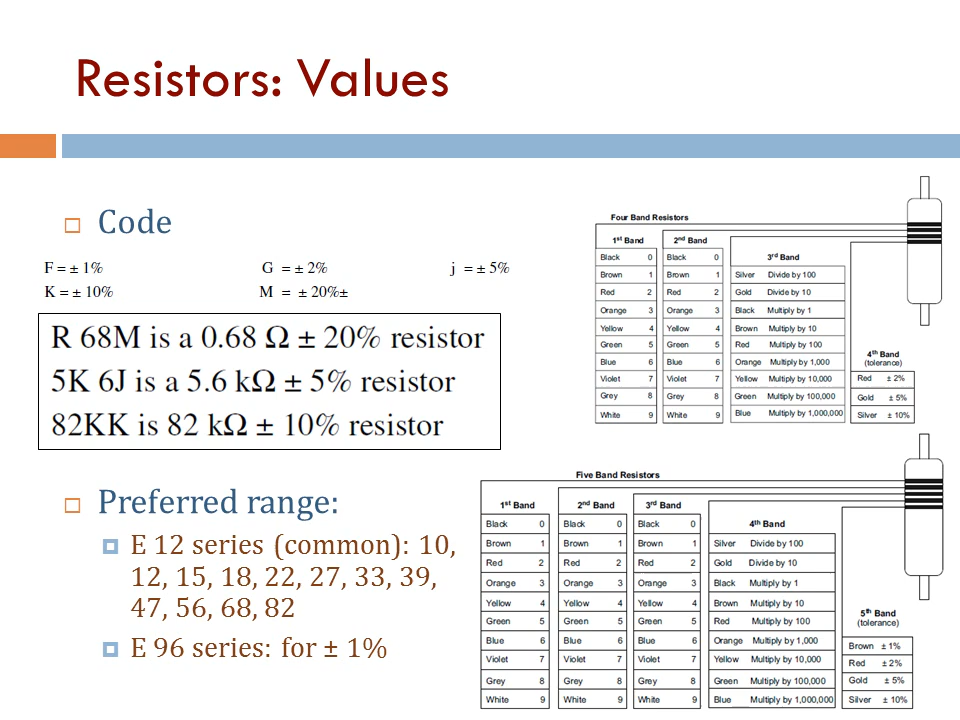 Resistors: Values
Code
F = ± 1% G = ± 2% j = ± 5%
K = ± 10% M = ± 20%±
R 68M is a 0.68 Ω ± 20% resistor
5K 6J is a 5.6 kΩ ± 5% resistor
82KK is 82 kΩ ± 10% resistor
Preferred range:
E 12 series (common): 10,
12, 15, 18, 22, 27, 33, 39,
47, 56, 68, 82
E 96 series: for ± 1%
Four Band Resistors
1st Band 2nd Band
3rd Band
Black 0 Black 0
Brown 1 Brown 1 Silver Divide by 100
Red 2 Red 2 Gold Divide by 10
Orange 3 Orange 3 Black Multiply by 1
Yellow 4 Yellow 4 Brown Multiply by 10
Green 5 Green 5 Red Multiply by 100
Blue 6 Blue 6 Orange Multiply by 1,000
Violet 7 Violet 7 Yellow Multiply by 10,000
Grey 8 Grey 8 Green Multiply by 100,000
White 9 White 9 Blue Multiply by 1,000,000
4th Band
(tolerance)
Red ± 2%
Gold ± 5%
Silver ± 10%
Five Band Resistors
1st Band 2nd Band 3rd Band
4th Band
Black 0 Black 0 Black 0
Brown 1 Brown 1 Brown 1 Silver Divide by 100
Red 2 Red 2 Red 2 Gold Divide by 10
Orange 3 Orange 3 Orange 3 Black Multiply by 1
Yellow 4 Yellow 4 Yellow 4 Brown Multiply by 10
Green 5 Green 5 Green 5 Red Multiply by 100
Blue 6 Blue 6 Blue 6 Orange Multiply by 1,000
Violet 7 Violet 7 Violet 7 Yellow Multiply by 10,000
Grey 8 Grey 8 Grey 8 Green Multiply by 100,000
White 9 White 9 White 9 Blue Multiply by 1,000,000
5th Band
(tolerance)
Brown ± 1%
Red ± 2%
Gold ± 5%
Silver ± 10%